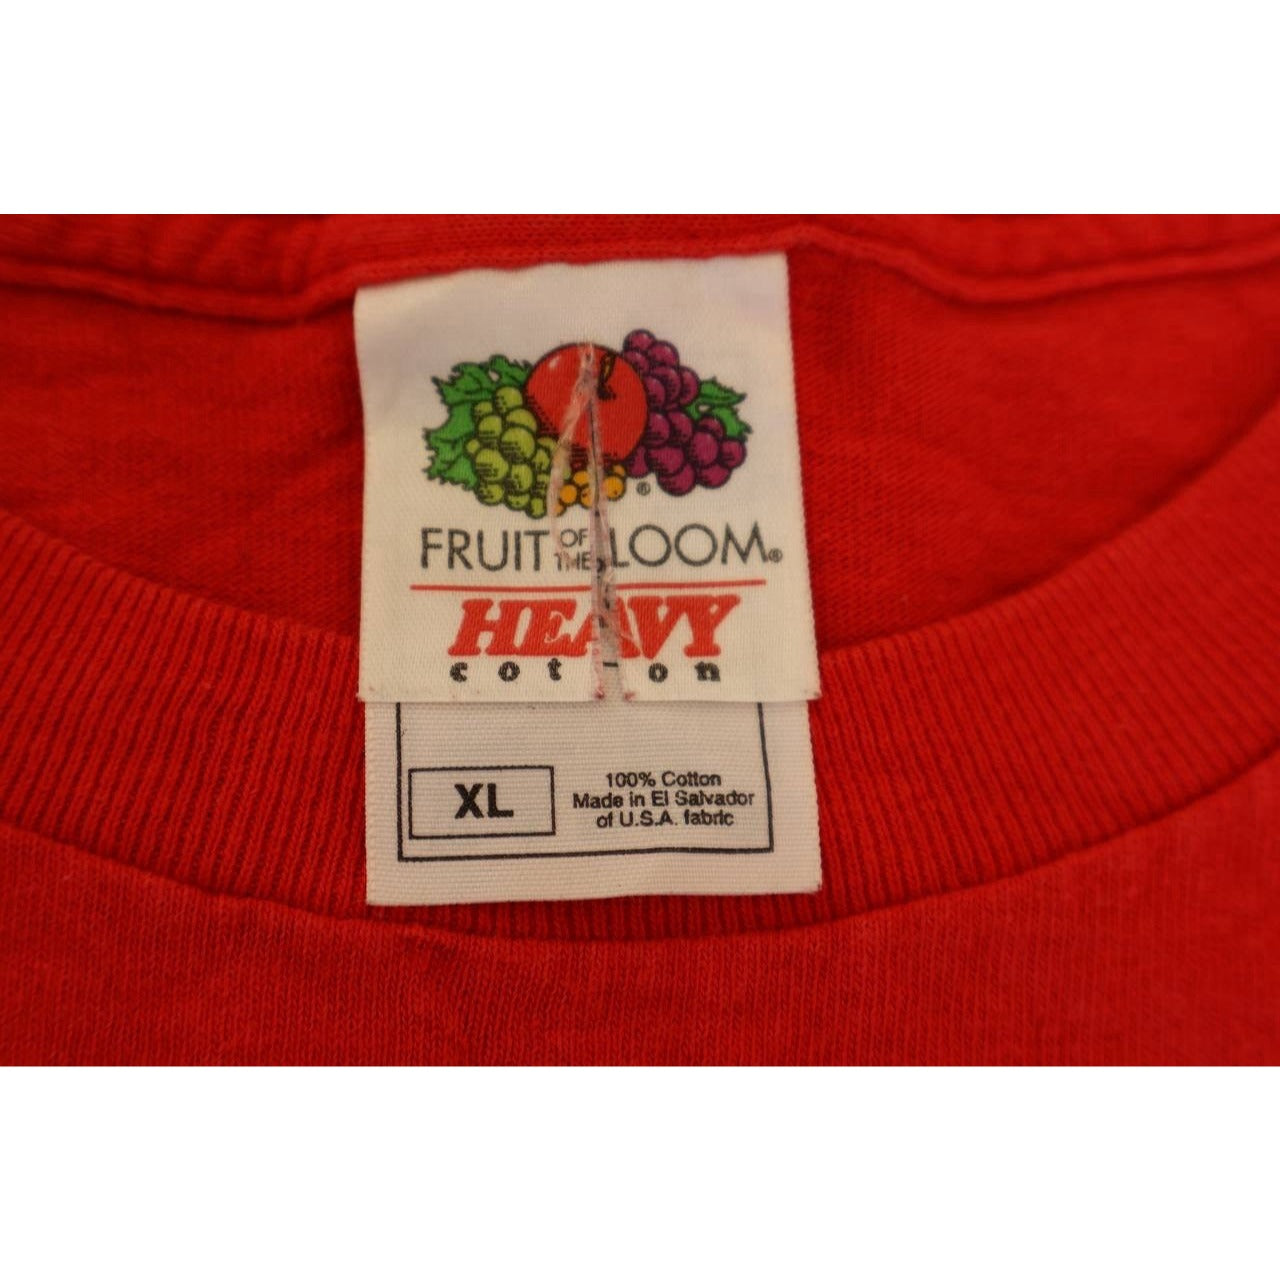 ®
FRUIT OF THE LOOM®
HEAVY
cotton
XL
100% Cotton
Made in El Salvador
of U.S.A. fabric